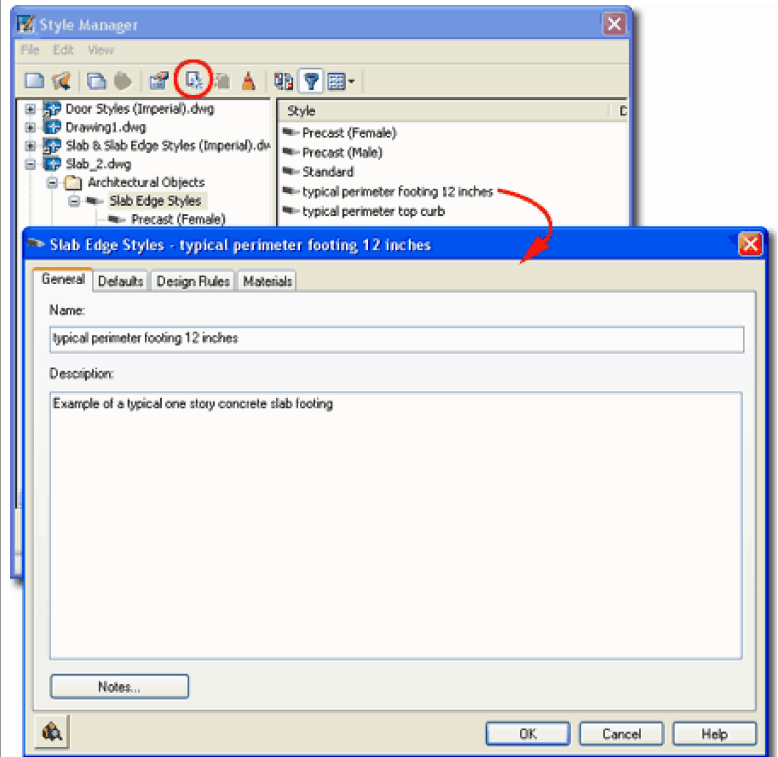 Style Manager
File Edit View
Door Styles (Imperial).dwg
Drawing1.dwg
Slab & Slab Edge Styles (Imperial).dw
Slab_2.dwg
Architectural Objects
Slab Edge Styles
Precast (Female)
Style D
Precast (Female)
Precast (Male)
Standard
typical perimeter footing 12 inches
typical perimeter top curb
Slab Edge Styles - typical perimeter footing 12 inches
General Defaults Design Rules Materials
Name:
typical perimeter footing 12 inches
Description:
Example of a typical one story concrete slab footing
Notes...
OK Cancel Help